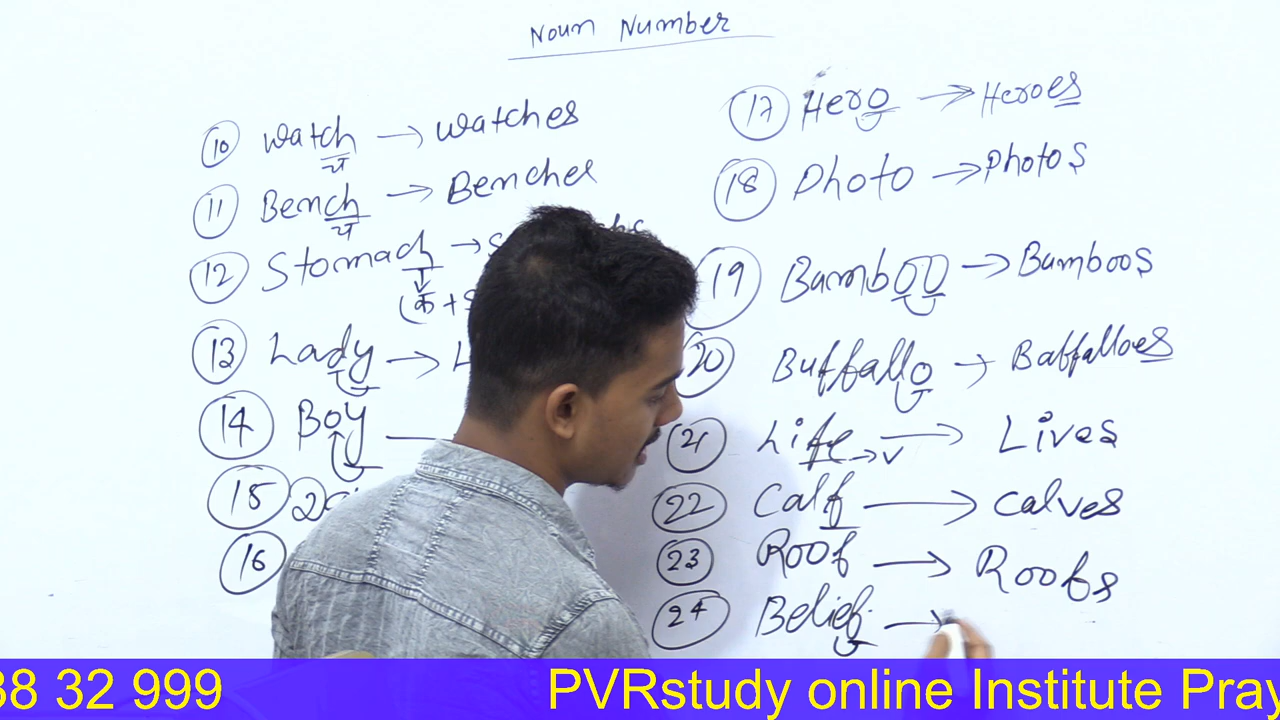 Noun Number
10 Watch → Watches
च
11 Bench → Benches
च
12 Stomach → S
(क + s
13 Lady → L
14 Boy
15
16
17 Hero → Heroes
18 Photo → Photos
19 Bamboo → Bamboos
20 Buffallo → Baffalloes
21 Life → v → Lives
22 Calf → Calves
23 Roof → Roofs
24 Belief →
38 32 999 PVRstudy online Institute Pray